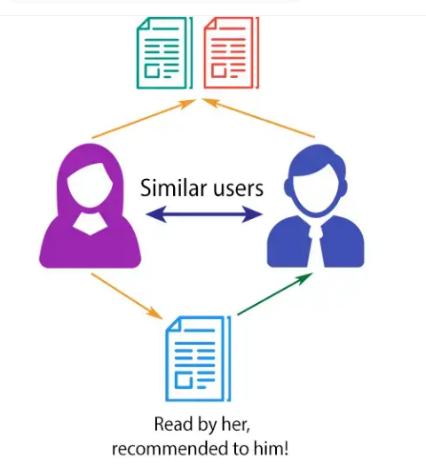 Similar users
Read by her,
recommended to him!